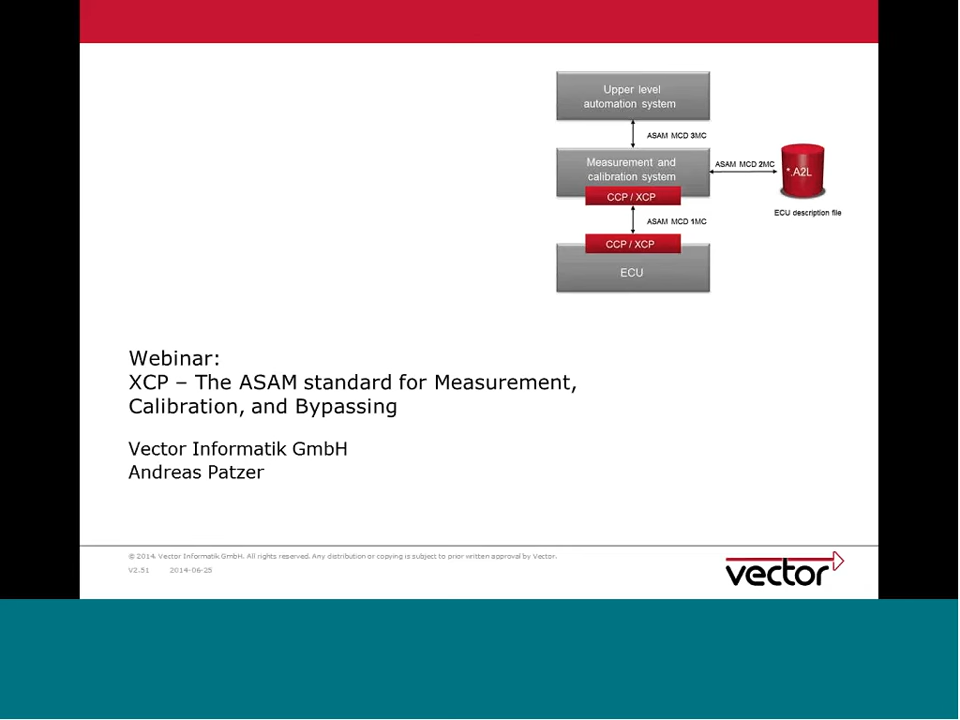 Upper level
automation system
ASAM MCD 3MC
Measurement and
calibration system
ASAM MCD 2MC
*.A2L
CCP / XCP
ECU description file
ASAM MCD 1MC
CCP / XCP
ECU
Webinar:
XCP – The ASAM standard for Measurement,
Calibration, and Bypassing
Vector Informatik GmbH
Andreas Patzer
© 2014. Vector Informatik GmbH. All rights reserved. Any distribution or copying is subject to prior written approval by Vector.
V2.51 2014-06-25
vector